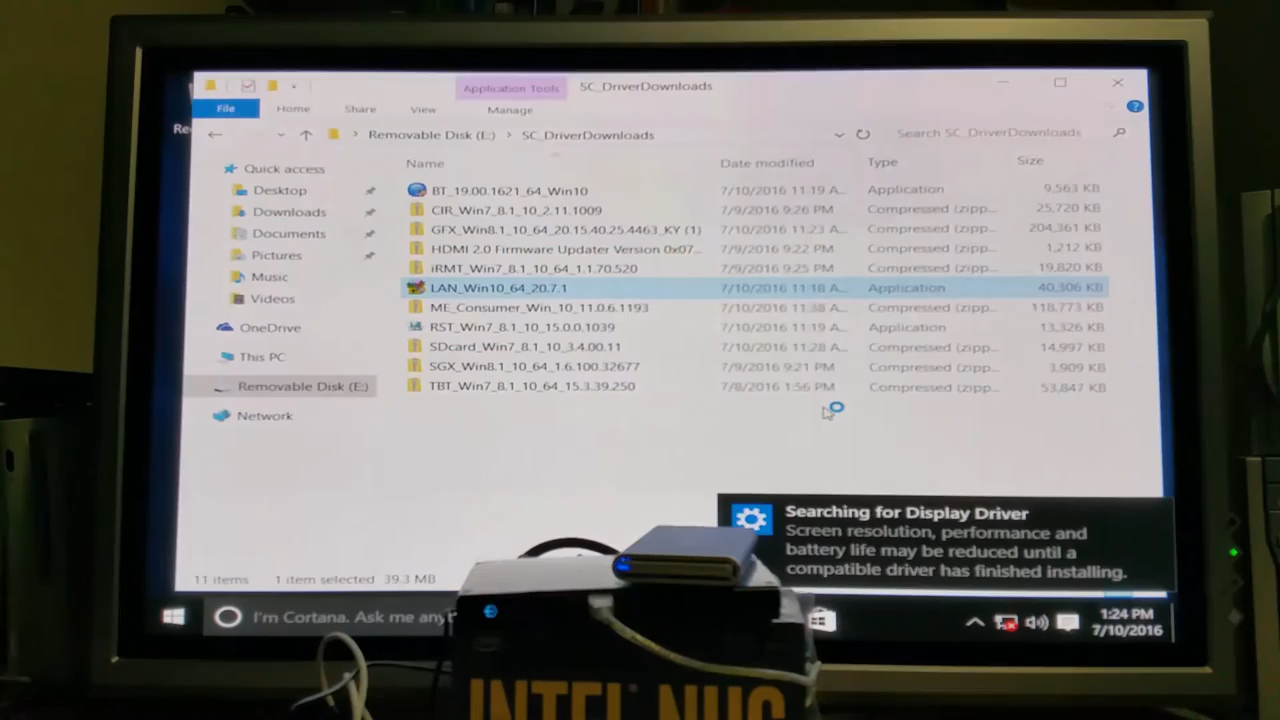 Application Tools SC_DriverDownloads
File Home Share View Manage
Removable Disk (E:) > SC_DriverDownloads Search SC_DriverDownloads
Name Date modified Type Size
Quick access
Desktop
Downloads
Documents
Pictures
Music
Videos
OneDrive
This PC
Removable Disk (E:)
Network
BT_19.00.1621_64_Win10 7/10/2016 11:19 A... Application 9,563 KB
CIR_Win7_8.1_10_2.11.1009 7/9/2016 9:26 PM Compressed (zipp... 25,720 KB
GFX_Win8.1_10_64_20.15.40.25.4463_KY (1) 7/10/2016 11:23 A... Compressed (zipp... 204,361 KB
HDMI 2.0 Firmware Updater Version 0x07... 7/9/2016 9:22 PM Compressed (zipp... 1,212 KB
iRMT_Win7_8.1_10_64_1.1.70.520 7/9/2016 9:25 PM Compressed (zipp... 19,820 KB
LAN_Win10_64_20.7.1 7/10/2016 11:18 A... Application 40,306 KB
ME_Consumer_Win_10_11.0.6.1193 7/10/2016 11:38 A... Compressed (zipp... 118,773 KB
RST_Win7_8.1_10_15.0.0.1039 7/10/2016 11:19 A... Application 13,326 KB
SDcard_Win7_8.1_10_3.4.00.11 7/10/2016 11:28 A... Compressed (zipp... 14,997 KB
SGX_Win8.1_10_64_1.6.100.32677 7/9/2016 9:21 PM Compressed (zipp... 3,909 KB
TBT_Win7_8.1_10_64_15.3.39.250 7/8/2016 1:56 PM Compressed (zipp... 53,847 KB
Searching for Display Driver
Screen resolution, performance and
battery life may be reduced until a
compatible driver has finished installing.
11 items 1 item selected 39.3 MB
I'm Cortana. Ask me anyt
1:24 PM
7/10/2016
INTEL NUC